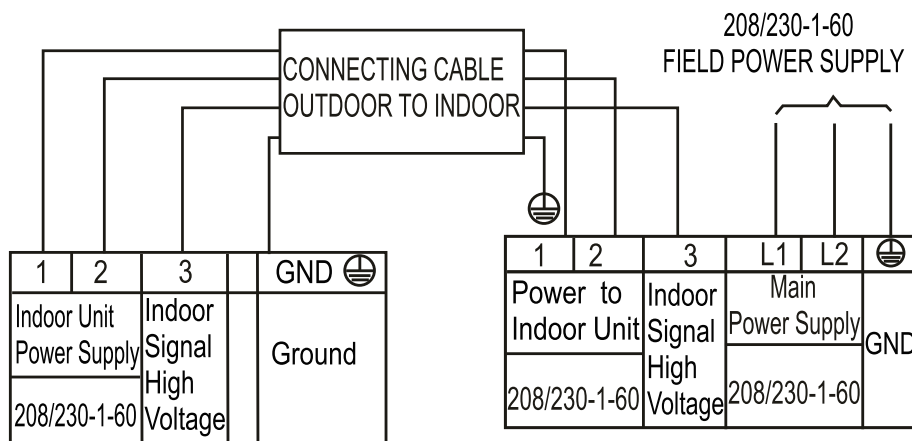 208/230-1-60
FIELD POWER SUPPLY
CONNECTING CABLE
OUTDOOR TO INDOOR
1 2 3 GND
Indoor Unit
Power Supply
208/230-1-60
Indoor
Signal
High
Voltage
Ground
1 2 3 L1 L2
Power to
Indoor Unit
208/230-1-60
Indoor
Signal
High
Voltage
Main
Power Supply
208/230-1-60
GND